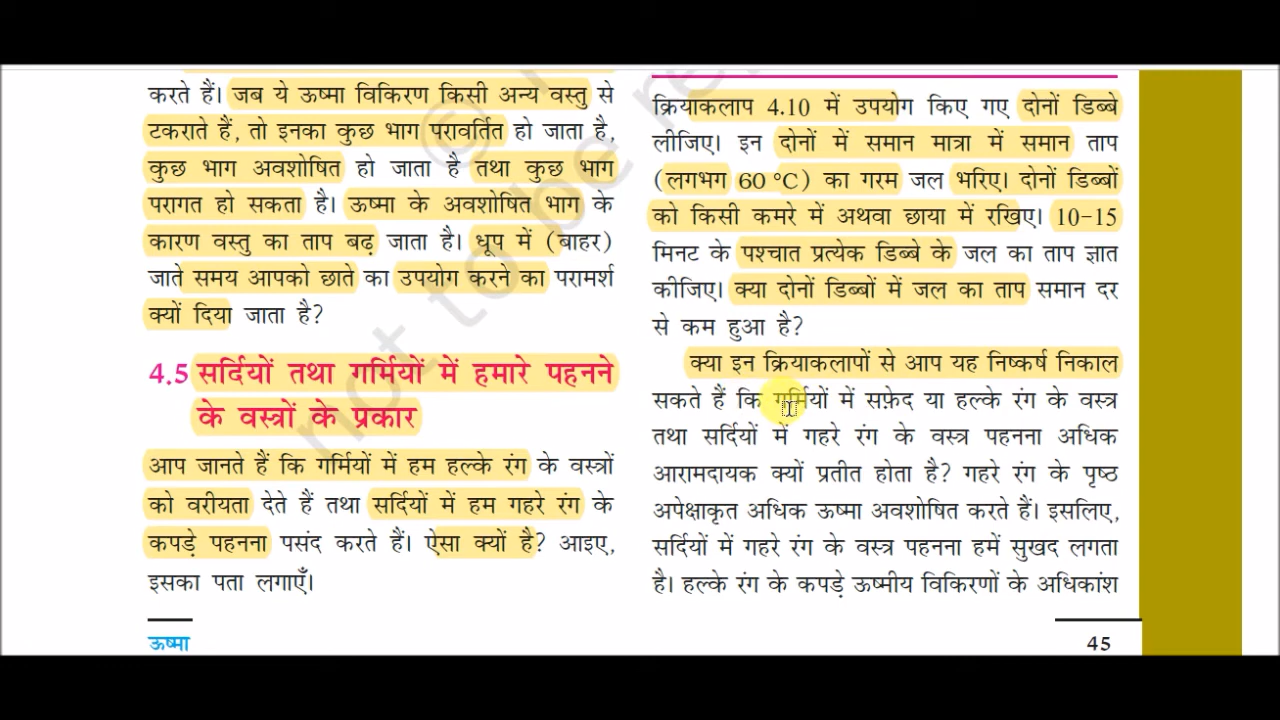 करते हैं। जब ये ऊष्मा विकिरण किसी अन्य वस्तु से
टकराते हैं, तो इनका कुछ भाग परावर्तित हो जाता है,
कुछ भाग अवशोषित हो जाता है तथा कुछ भाग
परागत हो सकता है। ऊष्मा के अवशोषित भाग के
कारण वस्तु का ताप बढ़ जाता है। धूप में (बाहर)
जाते समय आपको छाते का उपयोग करने का परामर्श
क्यों दिया जाता है?
4.5 सर्दियों तथा गर्मियों में हमारे पहनने
के वस्त्रों के प्रकार
आप जानते हैं कि गर्मियों में हम हल्के रंग के वस्त्रों
को वरीयता देते हैं तथा सर्दियों में हम गहरे रंग के
कपड़े पहनना पसंद करते हैं। ऐसा क्यों है? आइए,
इसका पता लगाएँ।
ऊष्मा
क्रियाकलाप 4.10 में उपयोग किए गए दोनों डिब्बे
लीजिए। इन दोनों में समान मात्रा में समान ताप
(लगभग 60 °C) का गरम जल भरिए। दोनों डिब्बों
को किसी कमरे में अथवा छाया में रखिए। 10-15
मिनट के पश्चात प्रत्येक डिब्बे के जल का ताप ज्ञात
कीजिए। क्या दोनों डिब्बों में जल का ताप समान दर
से कम हुआ है?
क्या इन क्रियाकलापों से आप यह निष्कर्ष निकाल
सकते हैं कि गर्मियों में सफ़ेद या हल्के रंग के वस्त्र
तथा सर्दियों में गहरे रंग के वस्त्र पहनना अधिक
आरामदायक क्यों प्रतीत होता है? गहरे रंग के पृष्ठ
अपेक्षाकृत अधिक ऊष्मा अवशोषित करते हैं। इसलिए,
सर्दियों में गहरे रंग के वस्त्र पहनना हमें सुखद लगता
है। हल्के रंग के कपड़े ऊष्मीय विकिरणों के अधिकांश
45
© not to be re